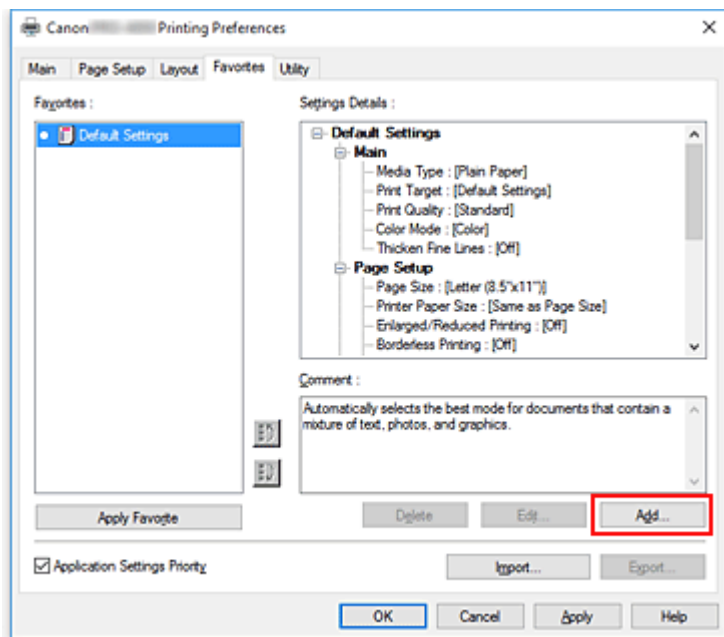 Canon Printing Preferences
Main Page Setup Layout Favorites Utility
Favorites :
Default Settings
Apply Favorite
Settings Details :
Default Settings
Main
Media Type : [Plain Paper]
Print Target : [Default Settings]
Print Quality : [Standard]
Color Mode : [Color]
Thicken Fine Lines : [Off]
Page Setup
Page Size : [Letter (8.5"x11")]
Printer Paper Size : [Same as Page Size]
Enlarged/Reduced Printing : [Off]
Borderless Printing : [Off]
Comment :
Automatically selects the best mode for documents that contain a
mixture of text, photos, and graphics.
Delete Edit... Add...
Application Settings Priority
Import... Export...
OK Cancel Apply Help